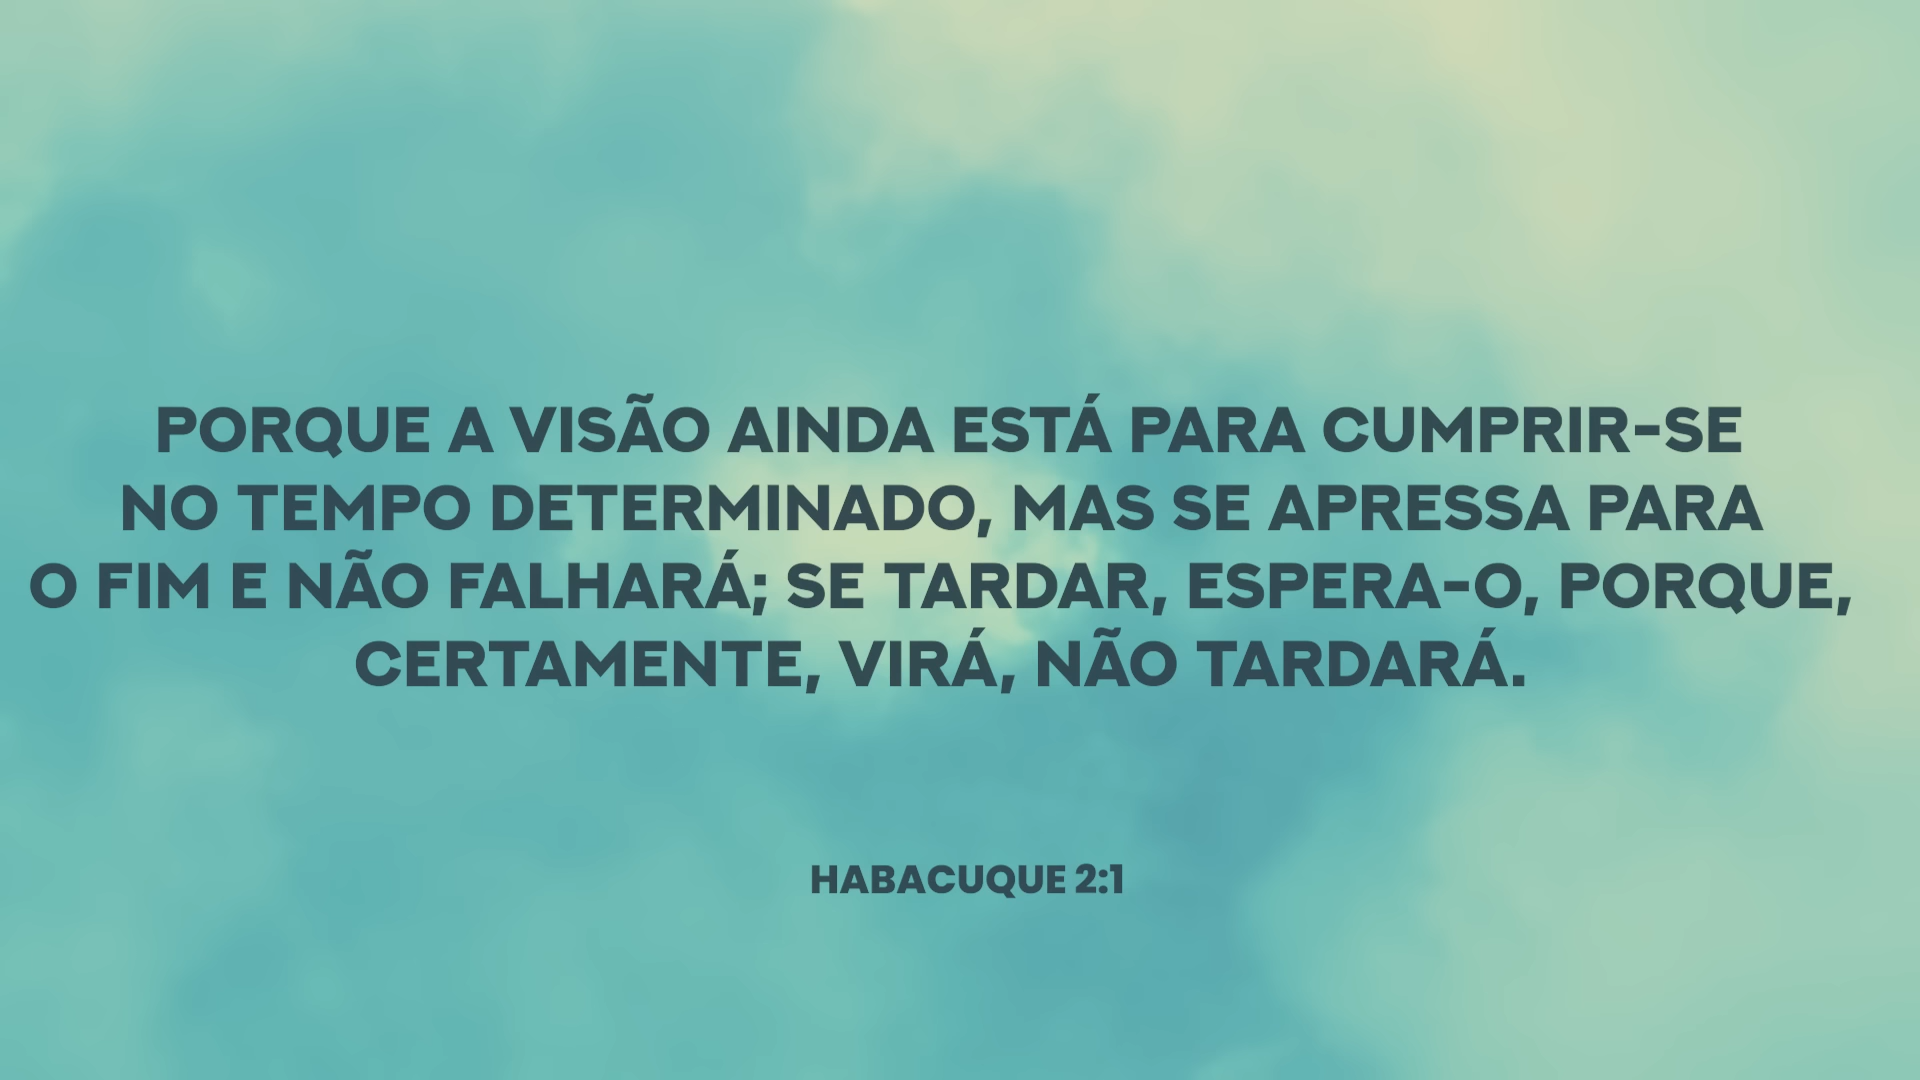 PORQUE A VISÃO AINDA ESTÁ PARA CUMPRIR-SE
NO TEMPO DETERMINADO, MAS SE APRESSA PARA
O FIM E NÃO FALHARÁ; SE TARDAR, ESPERA-O, PORQUE,
CERTAMENTE, VIRÁ, NÃO TARDARÁ.
HABACUQUE 2:1